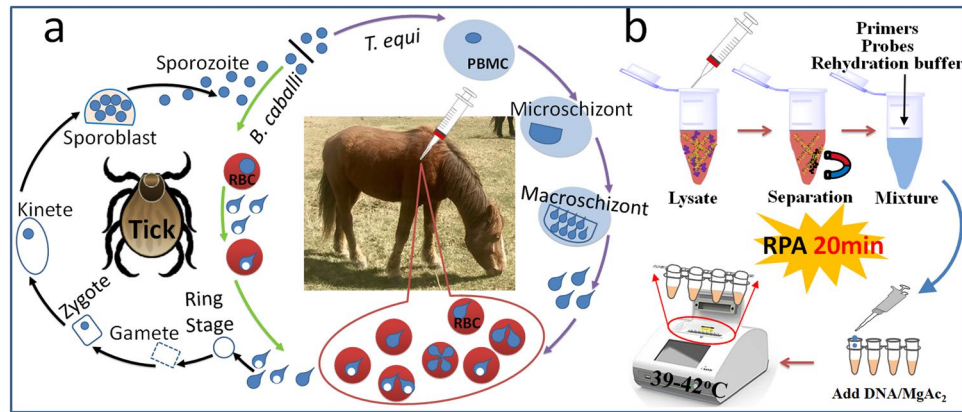 a
Sporozoite
T. equi
B. caballi
PBMC
Sporoblast
Microschizont
RBC
Kinete
Tick
Macroschizont
Zygote
Gamete
Ring
Stage
RBC
b
Primers
Probes
Rehydration buffer
Lysate
Separation
Mixture
RPA 20min
-39-42°C
Add DNA/MgAc₂